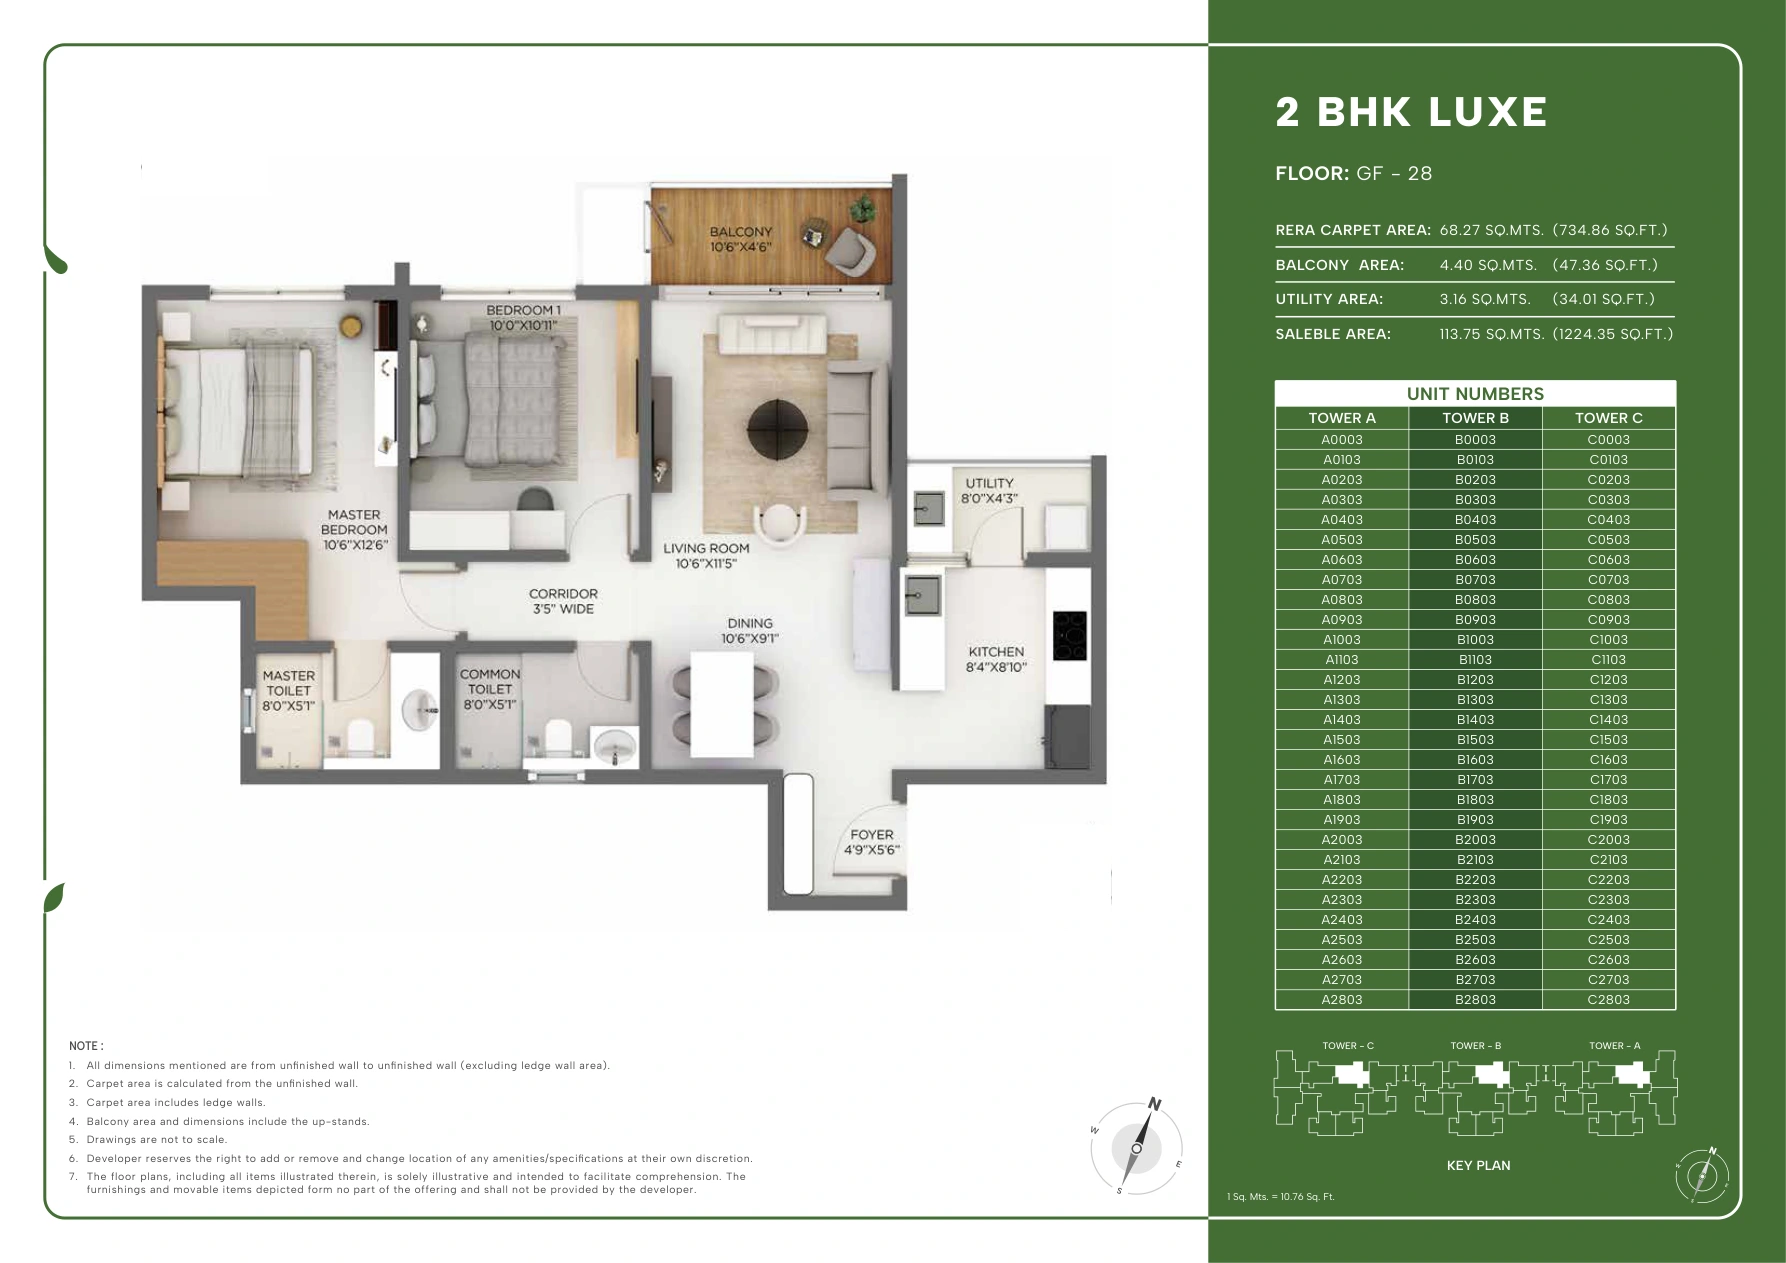 BALCONY
10'6"X4'6"
BEDROOM 1
10'0"X10'11"
MASTER
BEDROOM
10'6"X12'6"
UTILITY
8'0"X4'3"
LIVING ROOM
10'6"X11'5"
CORRIDOR
3'5" WIDE
DINING
10'6"X9'1"
KITCHEN
8'4"X8'10"
MASTER
TOILET
8'0"X5'1"
COMMON
TOILET
8'0"X5'1"
FOYER
4'9"X5'6"
NOTE :
1. All dimensions mentioned are from unfinished wall to unfinished wall (excluding ledge wall area).
2. Carpet area is calculated from the unfinished wall.
3. Carpet area includes ledge walls.
4. Balcony area and dimensions include the up-stands.
5. Drawings are not to scale.
6. Developer reserves the right to add or remove and change location of any amenities/specifications at their own discretion.
7. The floor plans, including all items illustrated therein, is solely illustrative and intended to facilitate comprehension. The
furnishings and movable items depicted form no part of the offering and shall not be provided by the developer.
N
W
E
S
2 BHK LUXE
FLOOR: GF - 28
RERA CARPET AREA: 68.27 SQ.MTS. (734.86 SQ.FT.)
BALCONY AREA: 4.40 SQ.MTS. (47.36 SQ.FT.)
UTILITY AREA: 3.16 SQ.MTS. (34.01 SQ.FT.)
SALEBLE AREA: 113.75 SQ.MTS. (1224.35 SQ.FT.)
UNIT NUMBERS
TOWER A TOWER B TOWER C
A0003 B0003 C0003
A0103 B0103 C0103
A0203 B0203 C0203
A0303 B0303 C0303
A0403 B0403 C0403
A0503 B0503 C0503
A0603 B0603 C0603
A0703 B0703 C0703
A0803 B0803 C0803
A0903 B0903 C0903
A1003 B1003 C1003
A1103 B1103 C1103
A1203 B1203 C1203
A1303 B1303 C1303
A1403 B1403 C1403
A1503 B1503 C1503
A1603 B1603 C1603
A1703 B1703 C1703
A1803 B1803 C1803
A1903 B1903 C1903
A2003 B2003 C2003
A2103 B2103 C2103
A2203 B2203 C2203
A2303 B2303 C2303
A2403 B2403 C2403
A2503 B2503 C2503
A2603 B2603 C2603
A2703 B2703 C2703
A2803 B2803 C2803
TOWER - C TOWER - B TOWER - A
KEY PLAN
N
W
E
S
1 Sq. Mts. = 10.76 Sq. Ft.